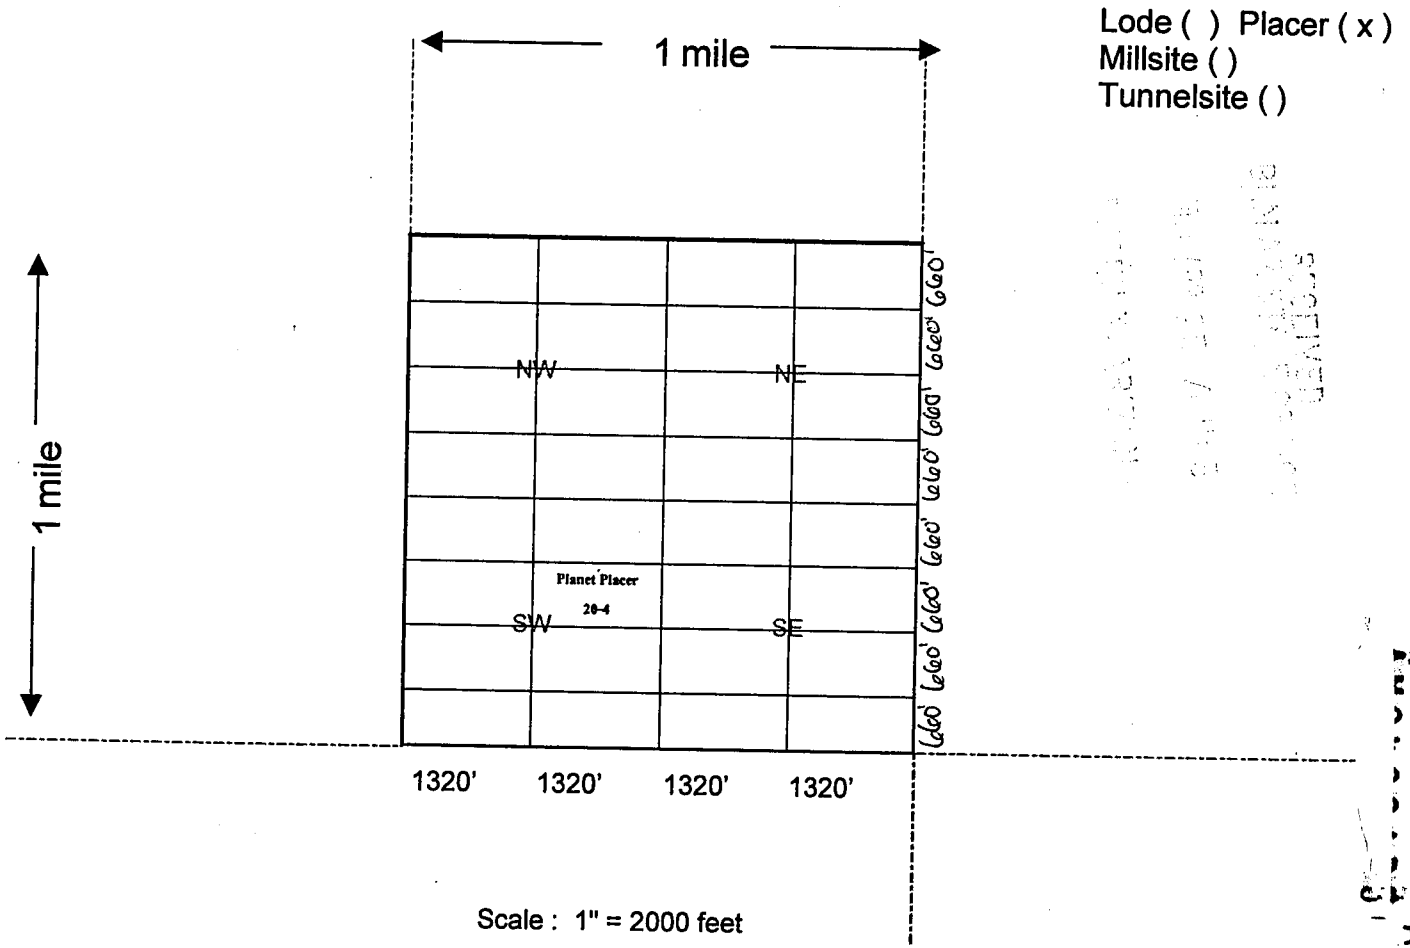 Lode ( ) Placer ( x )
Millsite ( )
Tunnelsite ( )
1 mile
1 mile
NW
NE
SW
SE
Planet Placer
20-4
660'
660'
660'
660'
660'
660'
660'
660'
1320' 1320' 1320' 1320'
Scale : 1" = 2000 feet
RECEIVED